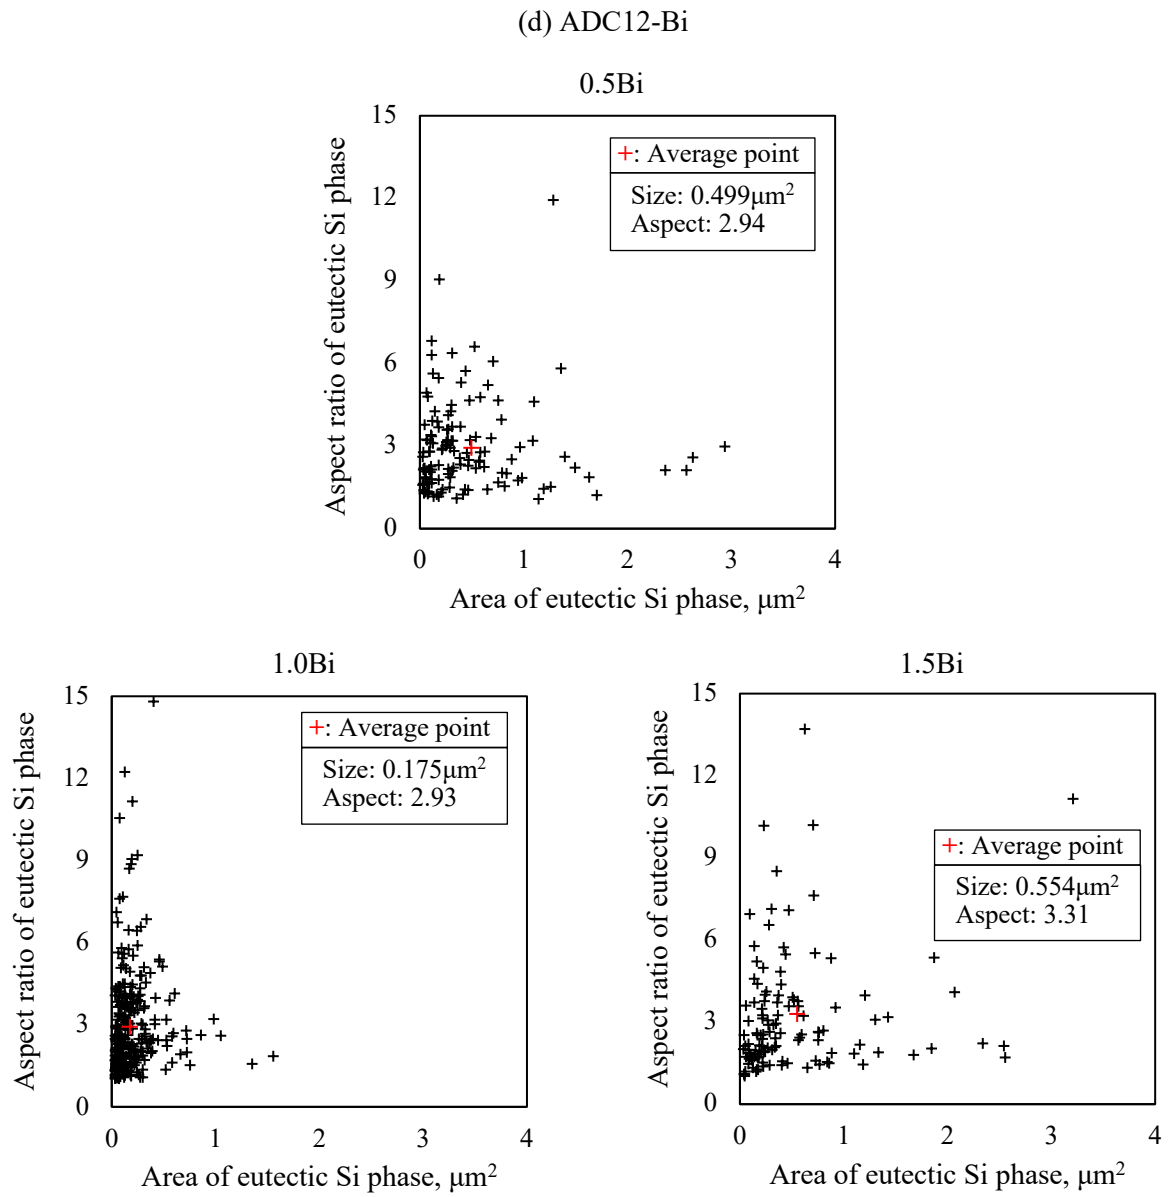 (d) ADC12-Bi
0.5Bi
Aspect ratio of eutectic Si phase
15
12
9
6
3
0
+: Average point
Size: 0.499μm²
Aspect: 2.94
0 1 2 3 4
Area of eutectic Si phase, μm²
1.0Bi
Aspect ratio of eutectic Si phase
15
12
9
6
3
0
+: Average point
Size: 0.175μm²
Aspect: 2.93
0 1 2 3 4
Area of eutectic Si phase, μm²
1.5Bi
Aspect ratio of eutectic Si phase
15
12
9
6
3
0
+: Average point
Size: 0.554μm²
Aspect: 3.31
0 1 2 3 4
Area of eutectic Si phase, μm²